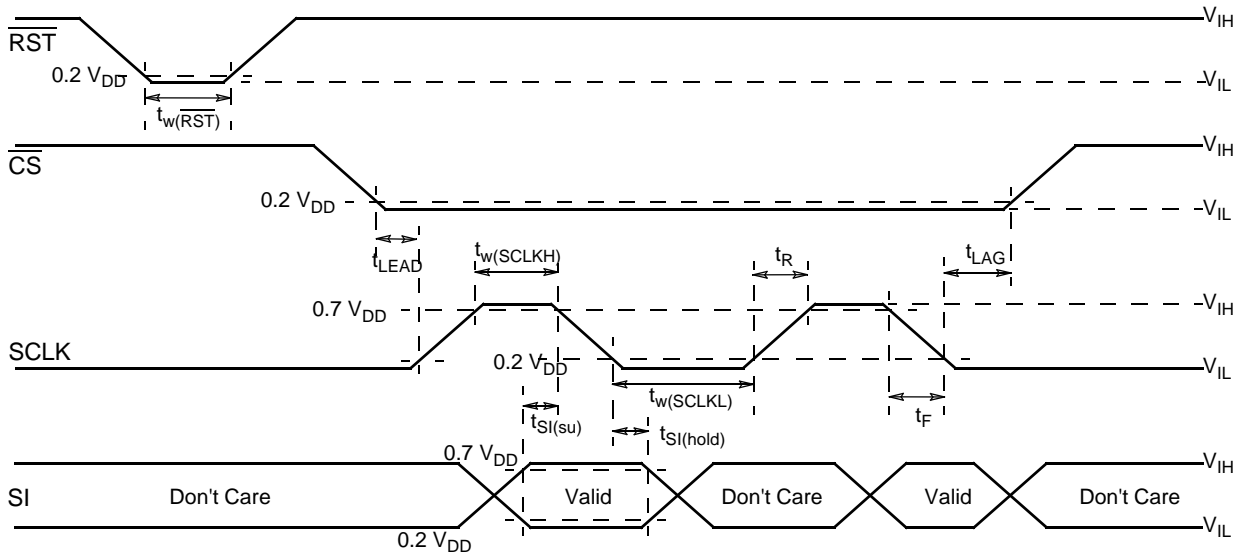 V_IH
RST
0.2 V_DD
V_IL
t_w(RST)
V_IH
CS
0.2 V_DD
V_IL
t_LEAD
t_w(SCLKH)
t_R
t_LAG
0.7 V_DD
V_IH
SCLK
0.2 V_DD
V_IL
t_w(SCLKL)
t_F
t_SI(su)
t_SI(hold)
0.7 V_DD
V_IH
SI
Don't Care
Valid
Don't Care
Valid
Don't Care
0.2 V_DD
V_IL